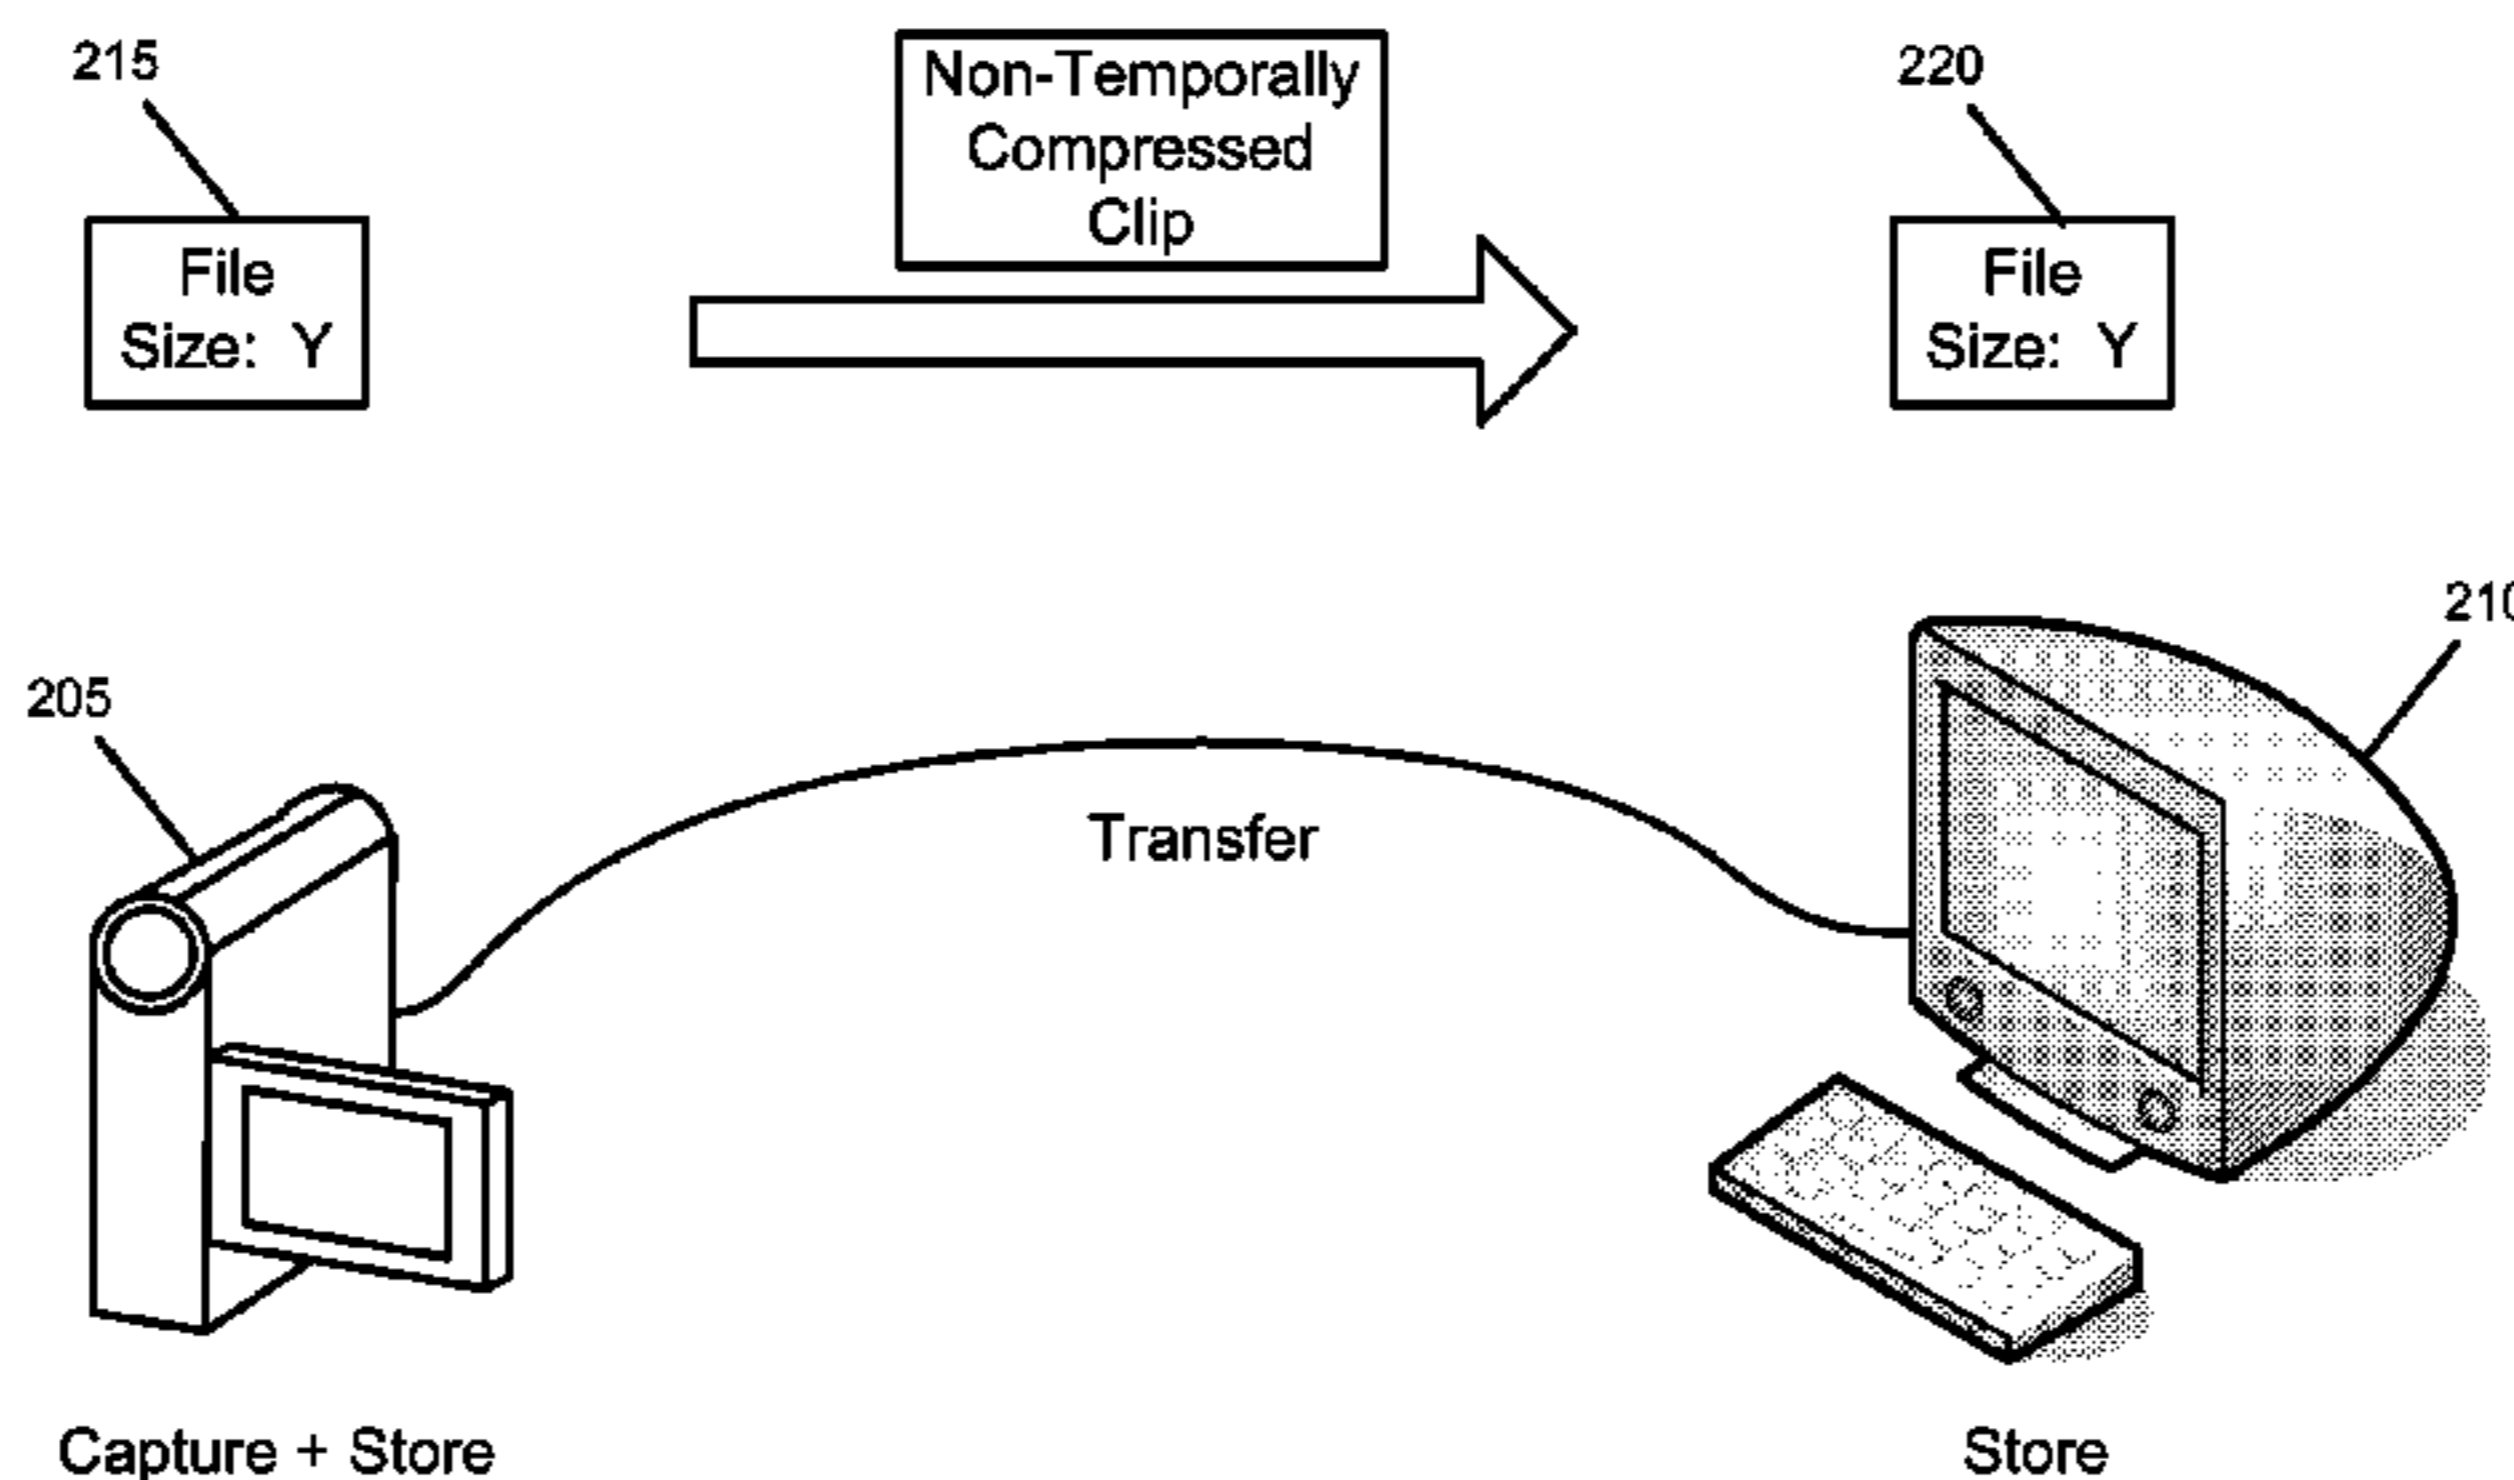 215
Non-Temporally
Compressed
Clip
220
File
Size: Y
File
Size: Y
210
205
Transfer
Capture + Store
Store